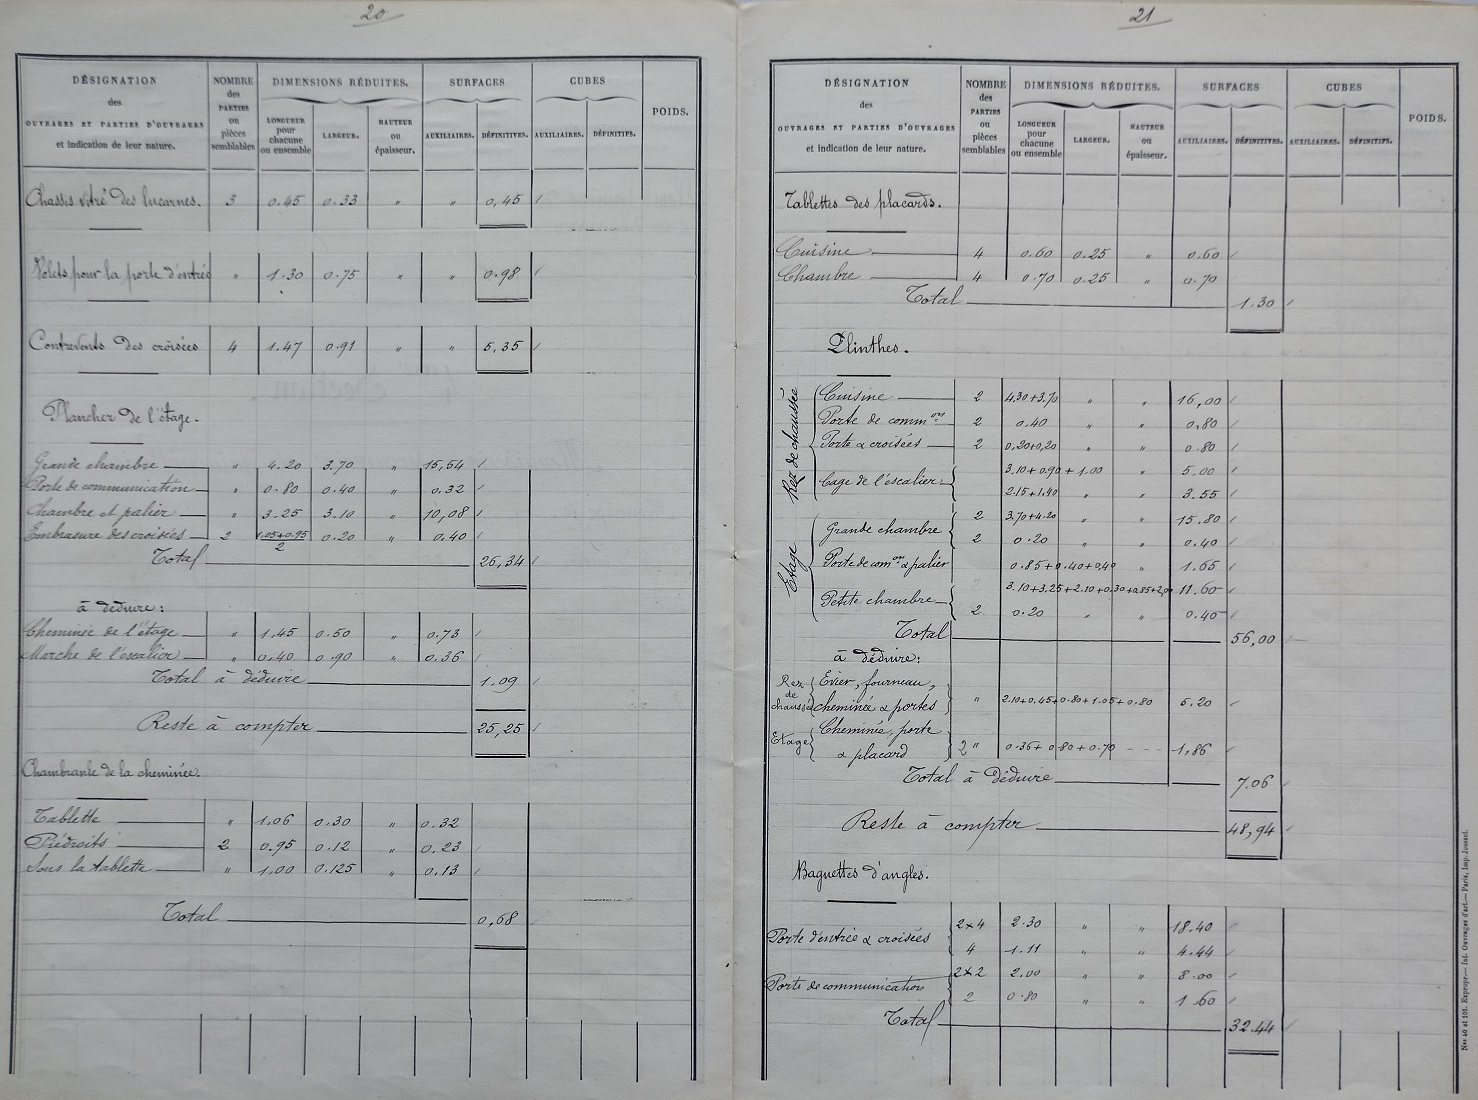 20
DÉSIGNATION des OUVRAGES ET PARTIES D'OUVRAGES et indication de leur nature. NOMBRE des PARTIES ou pièces semblables DIMENSIONS RÉDUITES. LONGUEUR pour chacune ou ensemble LARGEUR. HAUTEUR ou épaisseur. SURFACES AUXILIAIRES. DÉFINITIVES. CUBES AUXILIAIRES. DÉFINITIFS. POIDS.
Chassis vitré des lucarnes. 3 0.45 0.33 " " 0,45
Volets pour la porte d'entrée " 1.30 0.75 " " 0.98
Contrevents des croisées 4 1.47 0.91 " " 5,35
Plancher de l'étage.
Grande chambre " 4.20 3.70 " 15,54
Porte de communication " 0.80 0.40 " 0.32
Chambre et palier " 3.25 3.10 " 10,08
Embrasure des croisées 2 1.05+0.95 / 2 0.20 " 0.40
Total 26,34
à déduire:
Cheminée de l'étage " 1.45 0.50 " 0.73
Marche de l'escalier " 0.40 0.90 " 0.36
Total à déduire 1.09
Reste à compter 25,25
Chambranle de la cheminée.
Tablette " 1.06 0.30 " 0.32
Piédroits 2 0.95 0.12 " 0.23
Sous la tablette " 1.00 0.125 " 0.13
Total 0,68
21
DÉSIGNATION des OUVRAGES ET PARTIES D'OUVRAGES et indication de leur nature. NOMBRE des PARTIES ou pièces semblables DIMENSIONS RÉDUITES. LONGUEUR pour chacune ou ensemble LARGEUR. HAUTEUR ou épaisseur. SURFACES AUXILIAIRES. DÉFINITIVES. CUBES AUXILIAIRES. DÉFINITIFS. POIDS.
Tablettes des placards.
Cuisine 4 0.60 0.25 " 0.60
Chambre 4 0.70 0.25 " 0.70
Total 1.30
Plinthes.
Rez de chaussée
Cuisine 2 4,30+3.70 " " 16,00
Porte de comm.on 2 0.40 " " 0,80
Porte & croisées 2 0,20+0,20 " " 0.80
Cage de l'escalier 3.10+0.90+1.00 " 5.00
2.15+1.40 " " 3.55
Etage
Grande chambre 2 3.70+4.20 " " 15.80
2 0.20 " " 0.40
Porte de com.on & palier 0.85+0.40+0.40 " 1.65
Petite chambre 3.10+3.25+2.10+0.30+0.85+2.00 11.60
2 0.20 " " 0.40
Total 56,00
à déduire:
Rez de chaussée Evier, fourneau,
cheminée & portes " 2.10+0.45+0.80+1.05+0.80 5.20
Etage Cheminée, porte
& placard 2" 0.36+0.80+0.70 1,86
Total à déduire 7.06
Reste à compter 48,94
Baguettes d'angles.
Porte d'entrée & croisées 2x4 2.30 " " 18.40
4 1.11 " " 4.44
Porte de communication 2x2 2.00 " " 8.00
2 0.80 " " 1.60
Total 32.44
Nos 40 et 101. Expropr.— Int. Ouvrages d'art.— Paris, Imp. Jousset.